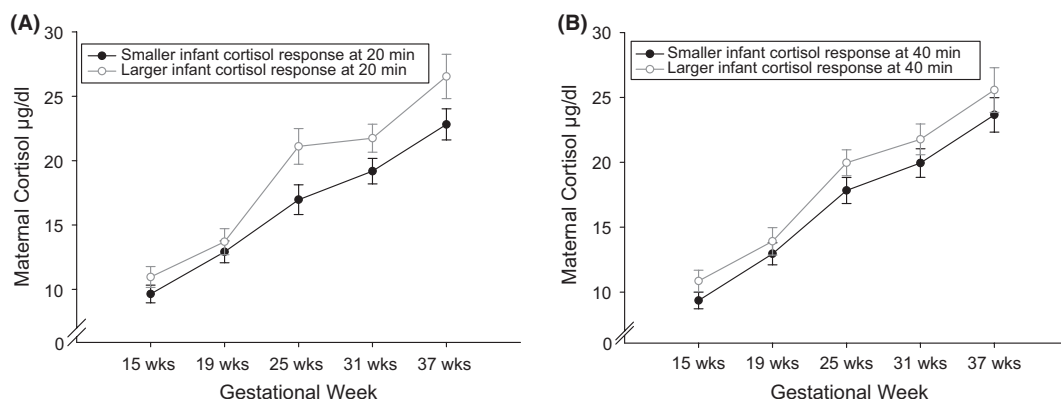 (A)
30
25
20
15
10
0
Maternal Cortisol µg/dl
Smaller infant cortisol response at 20 min
Larger infant cortisol response at 20 min
15 wks 19 wks 25 wks 31 wks 37 wks
Gestational Week
(B)
30
25
20
15
10
0
Maternal Cortisol µg/dl
Smaller infant cortisol response at 40 min
Larger infant cortisol response at 40 min
15 wks 19 wks 25 wks 31 wks 37 wks
Gestational Week